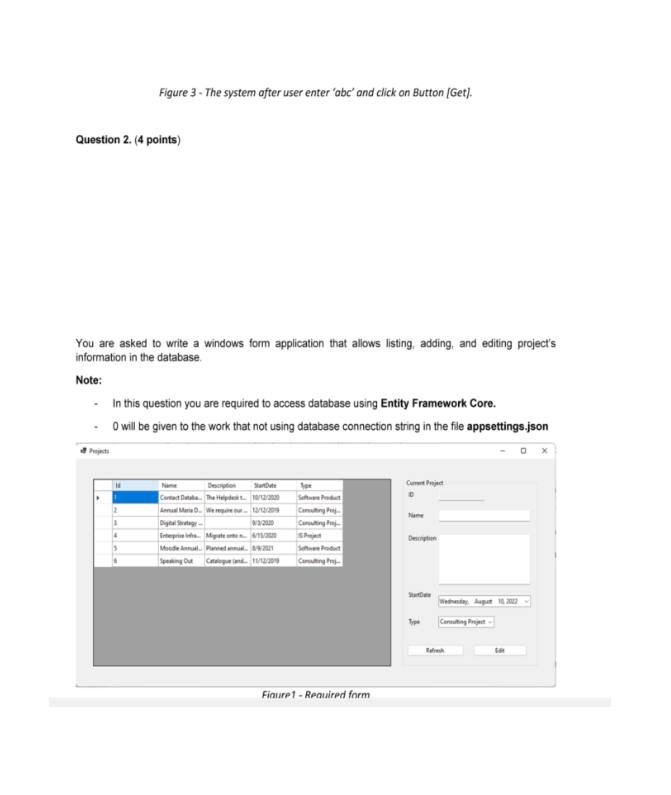 Figure 3 - The system after user enter 'abc' and click on Button [Get].
Question 2. (4 points)
You are asked to write a windows form application that allows listing, adding, and editing project's
information in the database.
Note:
- In this question you are required to access database using Entity Framework Core.
- 0 will be given to the work that not using database connection string in the file appsettings.json
Projects
Id Name Description StartDate Type
1 Contact Databa... The Helpdesk t... 10/12/2020 Software Product
2 Annual Maria D... We require our ... 12/12/2019 Consulting Proj...
3 Digital Strategy ... 9/3/2020 Consulting Proj...
4 Enterprise Infra... Migrate onto n... 6/15/2020 IS Project
5 Moodle Annual... Planned annual... 8/9/2021 Software Product
6 Speaking Out Catalogue (and... 11/12/2019 Consulting Proj...
Current Project
ID
Name
Description
StartDate Wednesday, August 10, 2022
Type Consulting Project
Refresh Edit
Figure1 - Required form